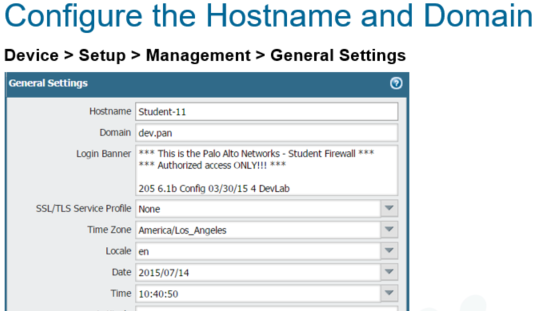 Configure the Hostname and Domain
Device > Setup > Management > General Settings
General Settings
Hostname Student-11
Domain dev.pan
Login Banner *** This is the Palo Alto Networks - Student Firewall ***
*** Authorized access ONLY!!! ***
205 6.1b Config 03/30/15 4 DevLab
SSL/TLS Service Profile None
Time Zone America/Los_Angeles
Locale en
Date 2015/07/14
Time 10:40:50